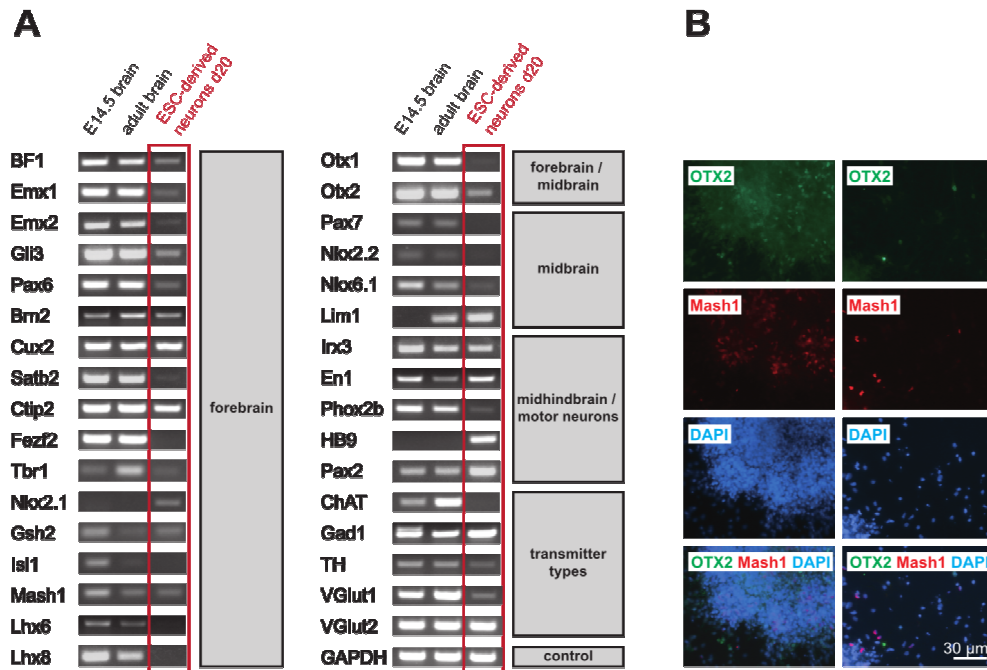 A
E14.5 brain
adult brain
ESC-derived
neurons d20
BF1
Emx1
Emx2
Gli3
Pax6
Brn2
Cux2
Satb2
Ctip2
Fezf2
Tbr1
Nkx2.1
Gsh2
Isl1
Mash1
Lhx6
Lhx8
forebrain
E14.5 brain
adult brain
ESC-derived
neurons d20
Otx1
Otx2
Pax7
Nkx2.2
Nkx6.1
Lim1
Irx3
En1
Phox2b
HB9
Pax2
ChAT
Gad1
TH
VGlut1
VGlut2
GAPDH
forebrain /
midbrain
midbrain
midhindbrain /
motor neurons
transmitter
types
control
B
OTX2
OTX2
Mash1
Mash1
DAPI
DAPI
OTX2 Mash1 DAPI
OTX2 Mash1 DAPI
30 µm